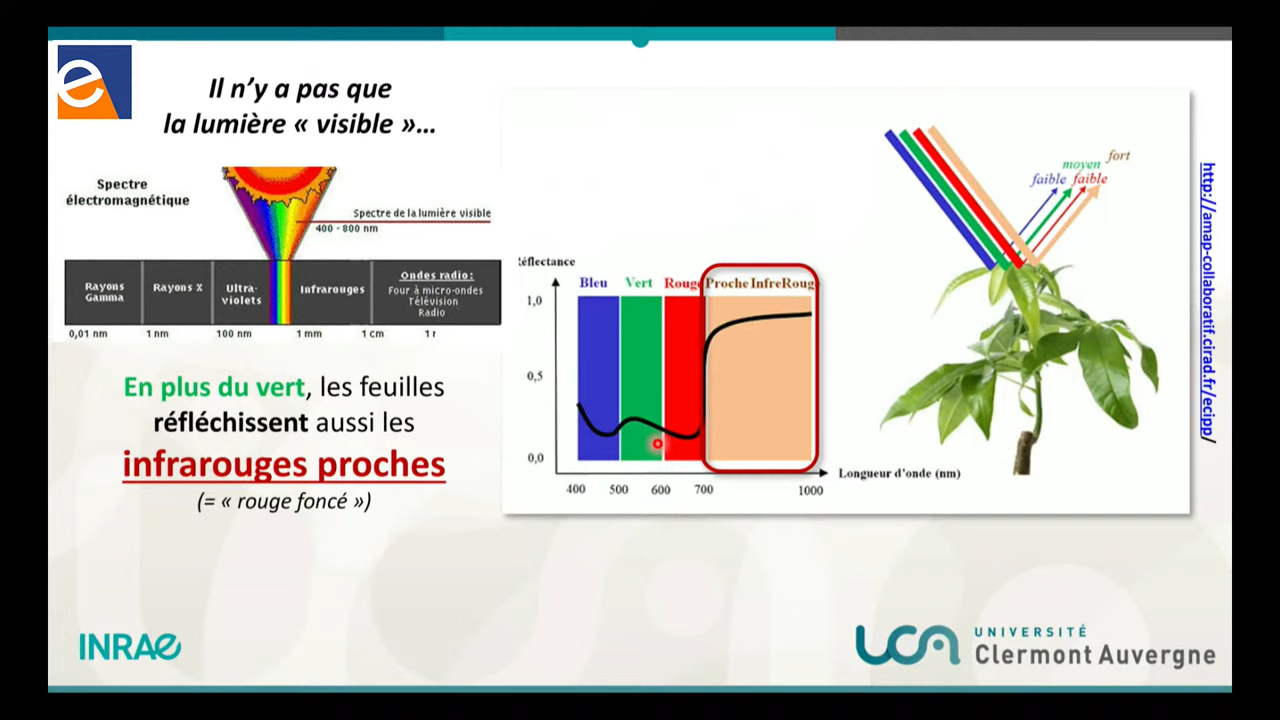 Il n'y a pas que
la lumière « visible »…
Spectre
électromagnétique
Spectre de la lumière visible
400 - 800 nm
Rayons
Gamma
Rayons X
Ultra-
violets
Infrarouges
Ondes radio:
Four à micro-ondes
Télévision
Radio
0,01 nm
1 nm
100 nm
1 mm
1 cm
En plus du vert, les feuilles
réfléchissent aussi les
infrarouges proches
(= « rouge foncé »)
Réflectance
Bleu
Vert
Rouge
Proche InfreRoug
1,0
0,5
0,0
400
500
600
700
1000
Longueur d'onde (nm)
faible
moyen
faible
fort
http://amap-collaboratif.cirad.fr/ecipp/
INRAe
UCA
UNIVERSITÉ
Clermont Auvergne
e